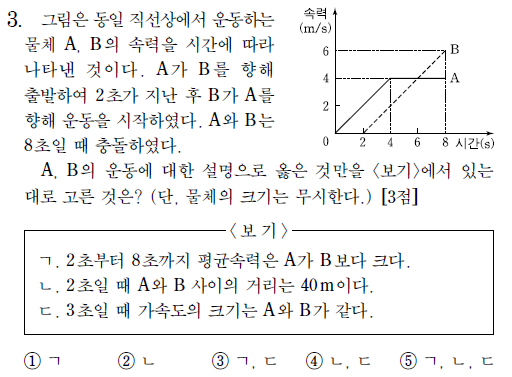 3. 그림은 동일 직선상에서 운동하는
물체 A, B의 속력을 시간에 따라
나타낸 것이다. A가 B를 향해
출발하여 2초가 지난 후 B가 A를
향해 운동을 시작하였다. A와 B는
8초일 때 충돌하였다.
속력
(m/s)
6
4
2
0 2 4 6 8 시간(s)
B
A
A, B의 운동에 대한 설명으로 옳은 것만을 <보기>에서 있는
대로 고른 것은? (단, 물체의 크기는 무시한다.) [3점]
<보 기>
ㄱ. 2초부터 8초까지 평균속력은 A가 B보다 크다.
ㄴ. 2초일 때 A와 B 사이의 거리는 40m이다.
ㄷ. 3초일 때 가속도의 크기는 A와 B가 같다.
① ㄱ ② ㄴ ③ ㄱ, ㄷ ④ ㄴ, ㄷ ⑤ ㄱ, ㄴ, ㄷ